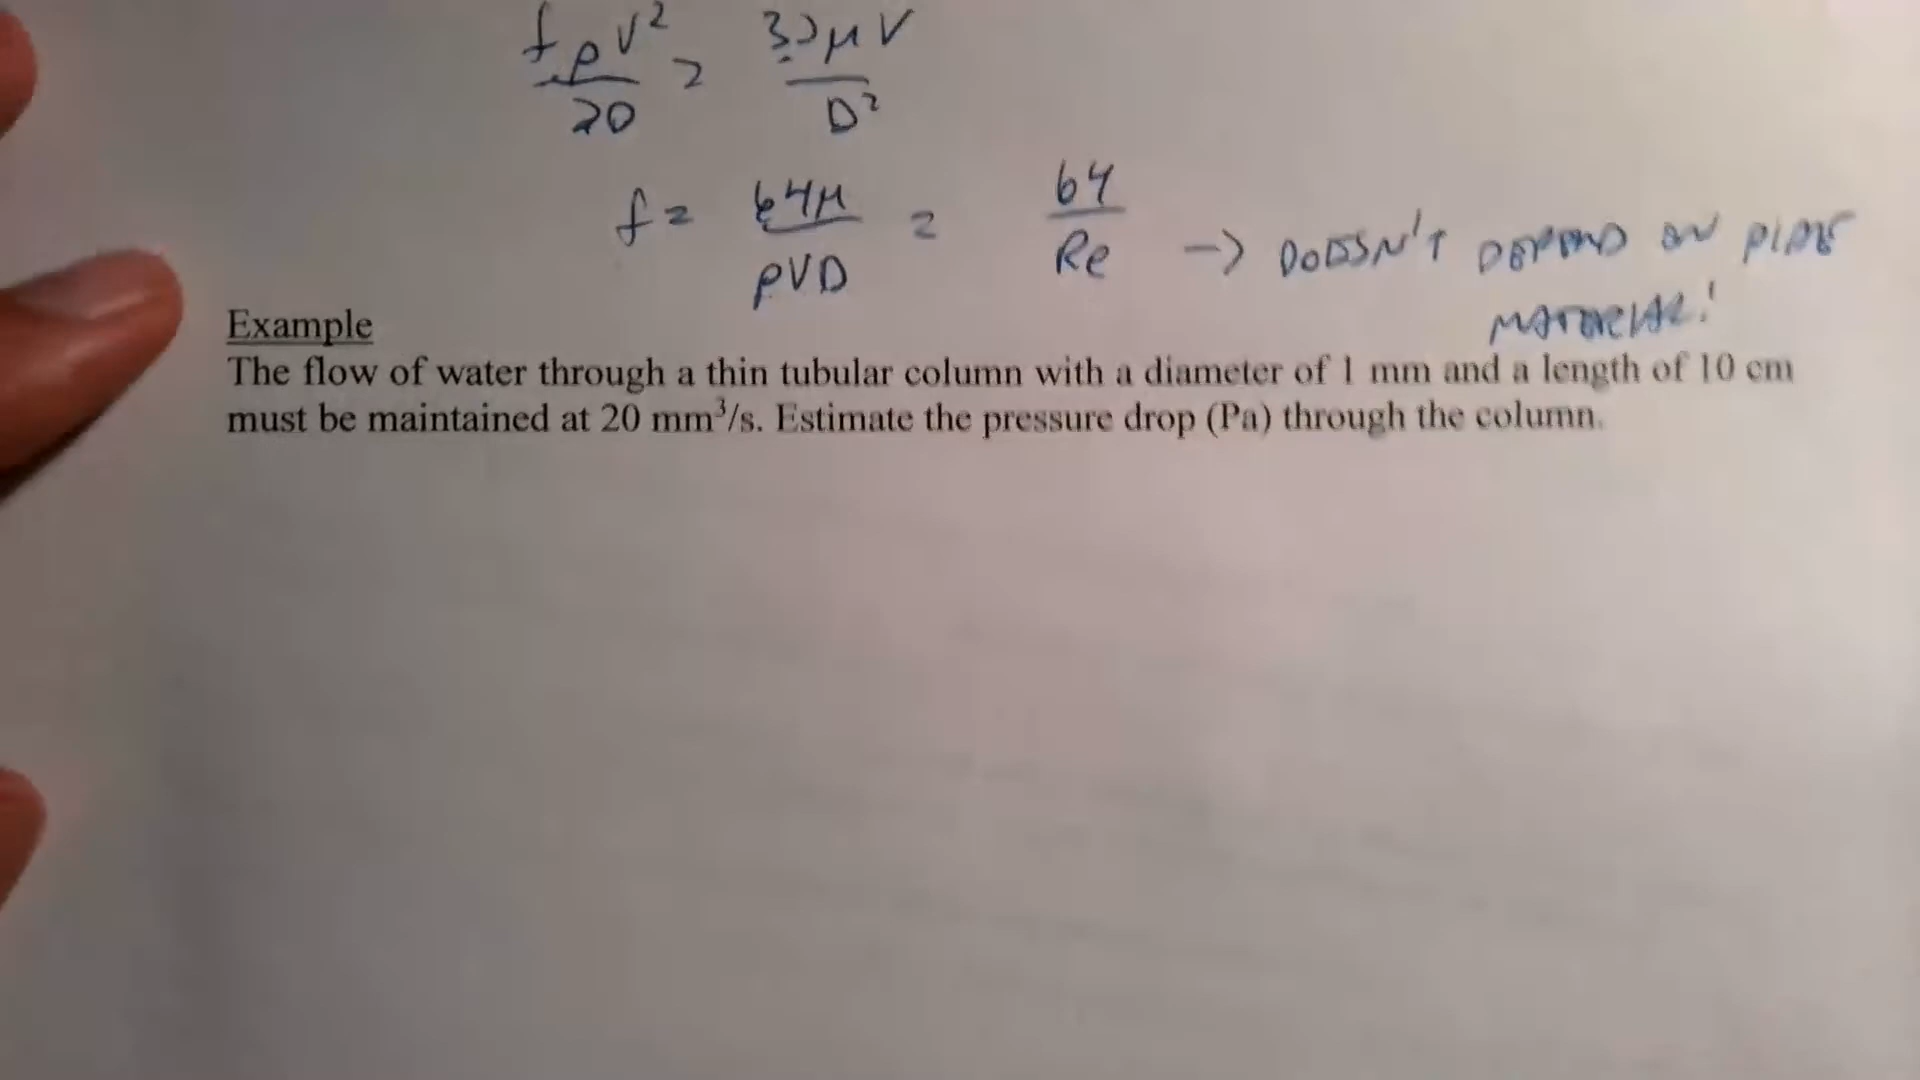 fρV² = 32μV
2D D²
f = 64μ = 64
ρVD Re → DOESN'T DEPEND ON PIPE
MATERIAL!
Example
The flow of water through a thin tubular column with a diameter of 1 mm and a length of 10 cm
must be maintained at 20 mm³/s. Estimate the pressure drop (Pa) through the column.